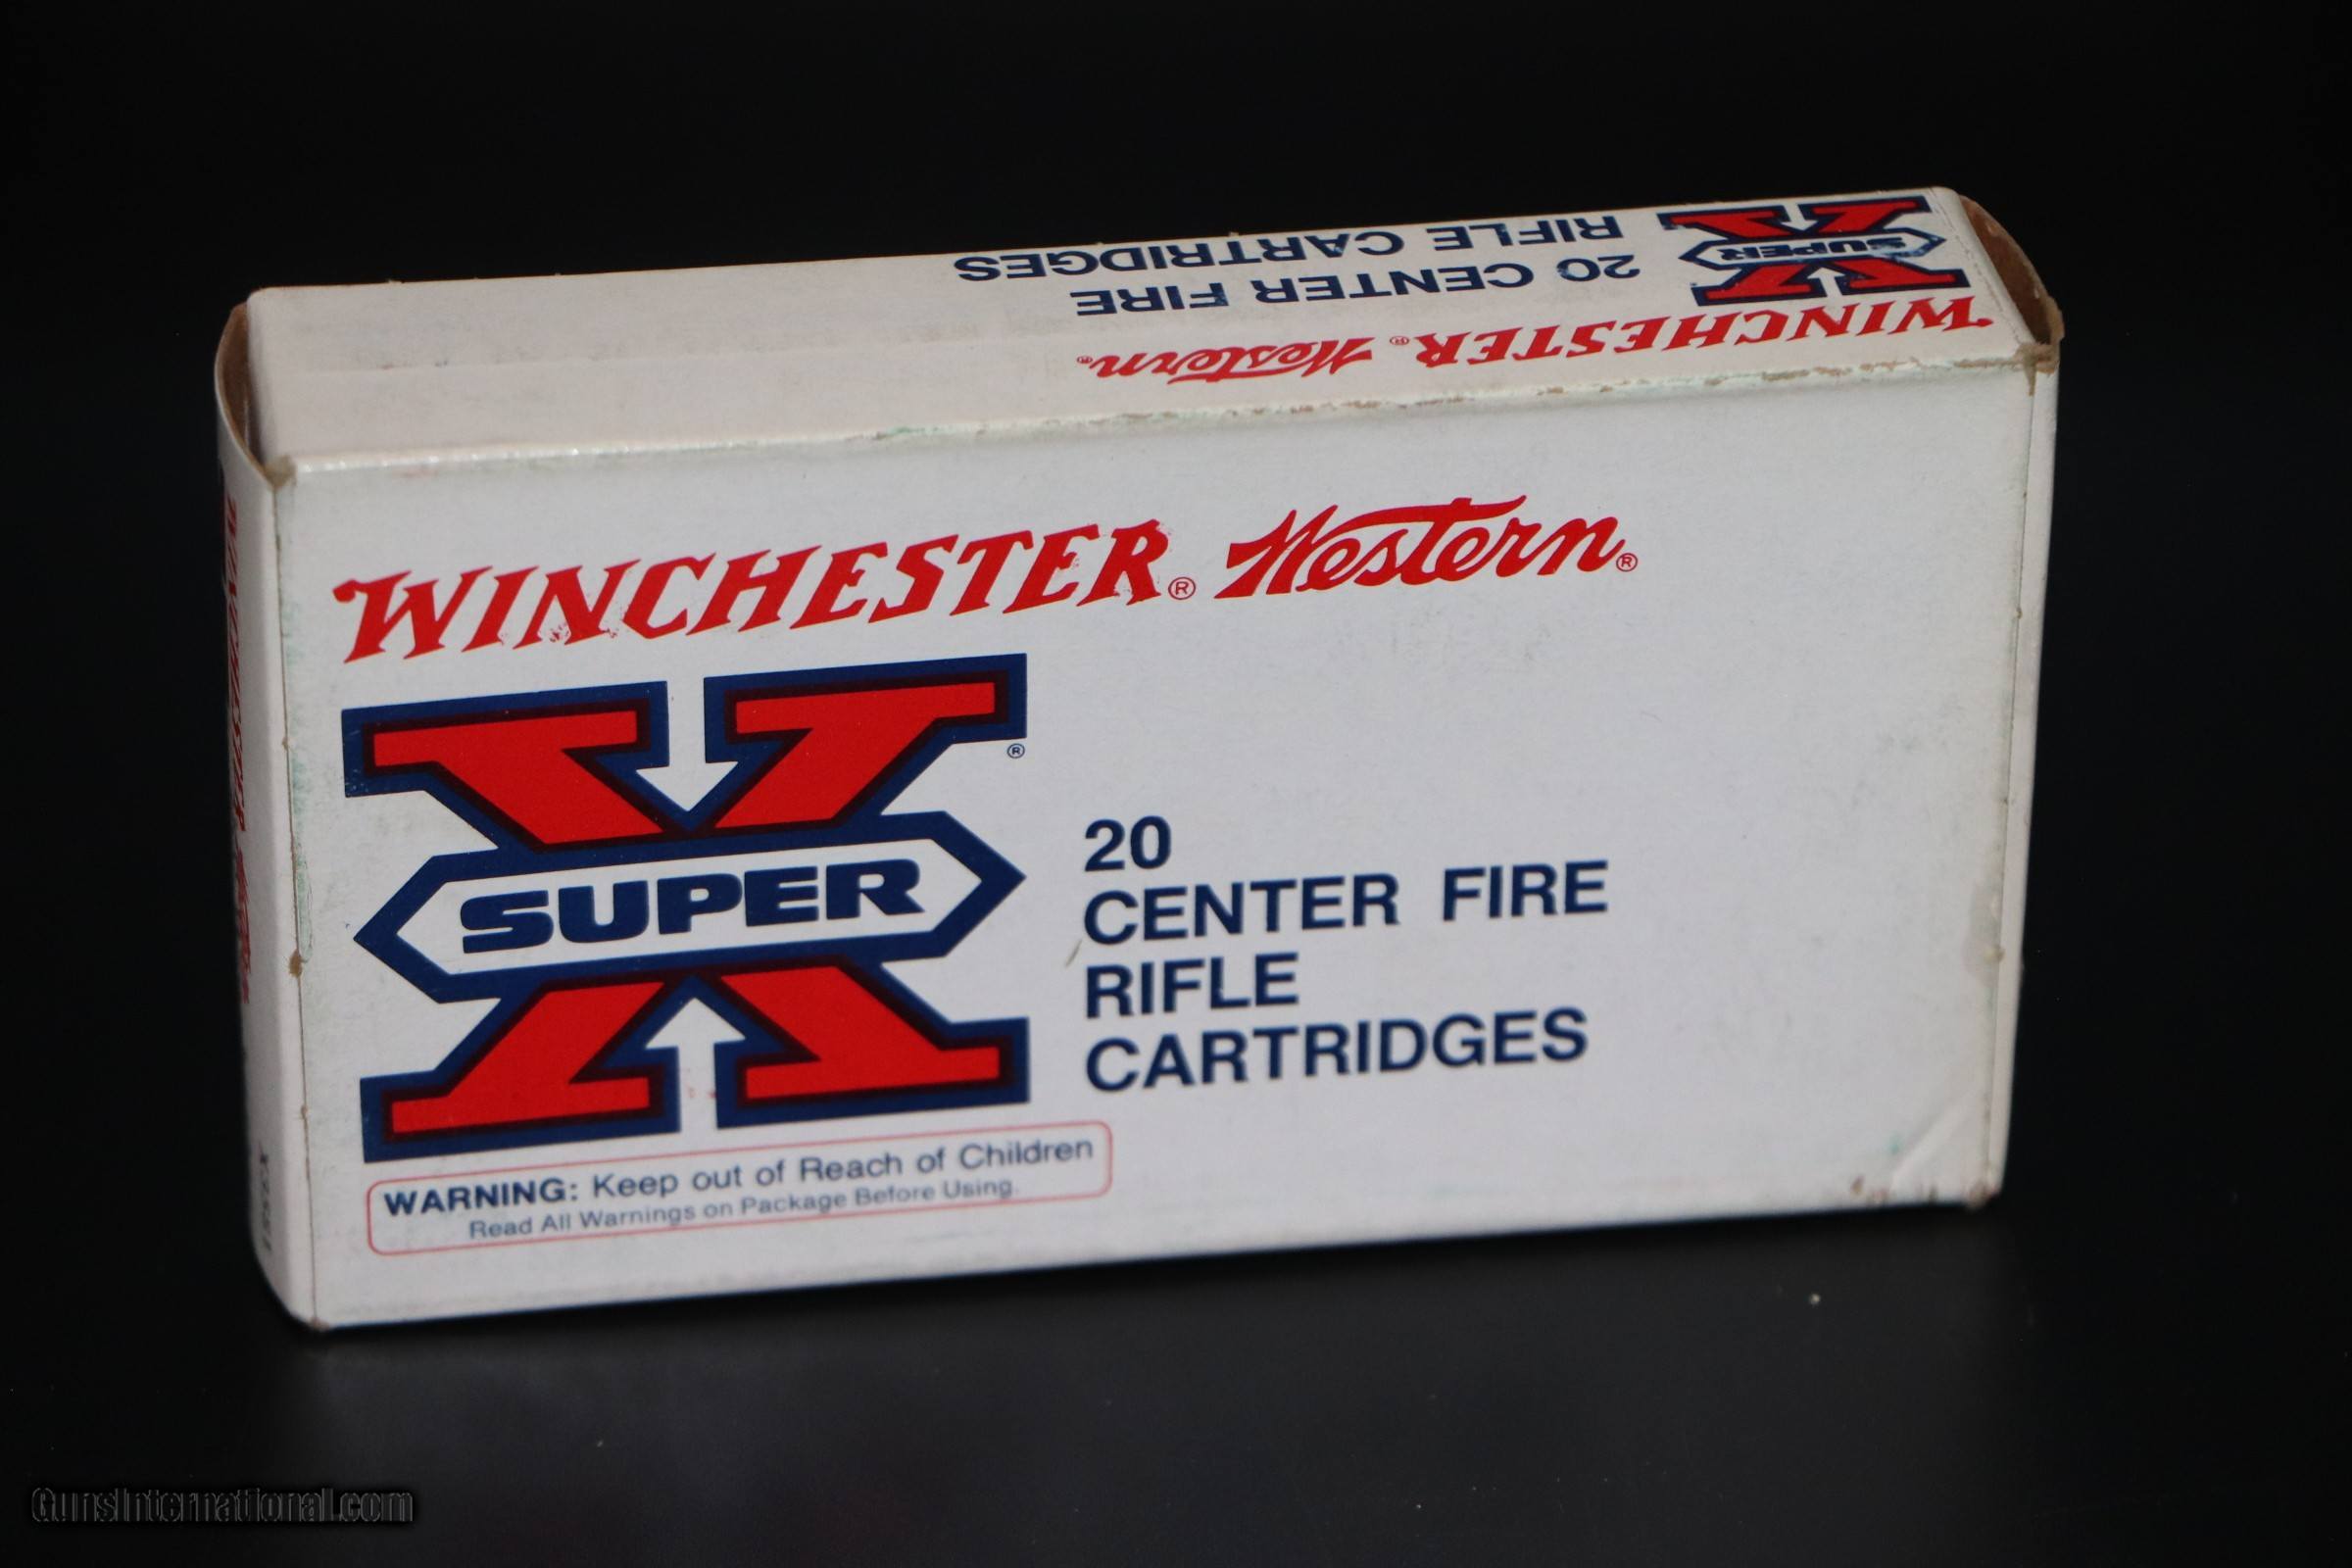 SUPER X
RIFLE CARTRIDGES
20 CENTER FIRE
WINCHESTER® Western®
WINCHESTER® Western®
SUPER X®
20
CENTER FIRE
RIFLE
CARTRIDGES
WARNING: Keep out of Reach of Children
Read All Warnings on Package Before Using.
WINCHESTER
GunsInternational.com